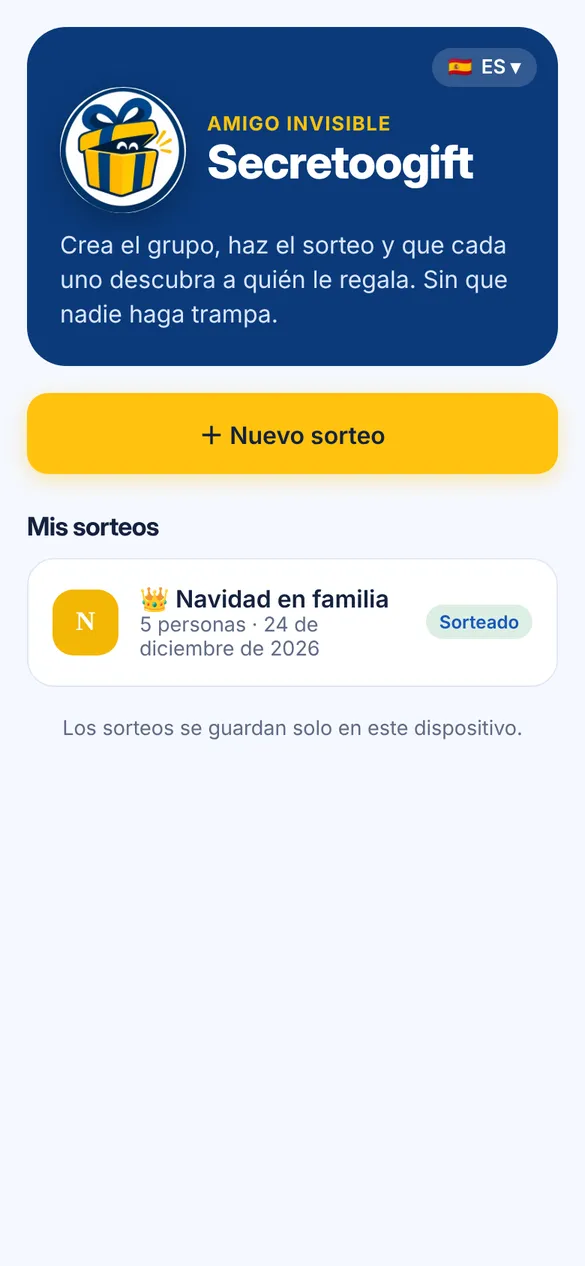 🇪🇸 ES ▾
AMIGO INVISIBLE
Secretoogift
Crea el grupo, haz el sorteo y que cada
uno descubra a quién le regala. Sin que
nadie haga trampa.
+ Nuevo sorteo
Mis sorteos
N
👑 Navidad en familia
5 personas · 24 de
diciembre de 2026
Sorteado
Los sorteos se guardan solo en este dispositivo.